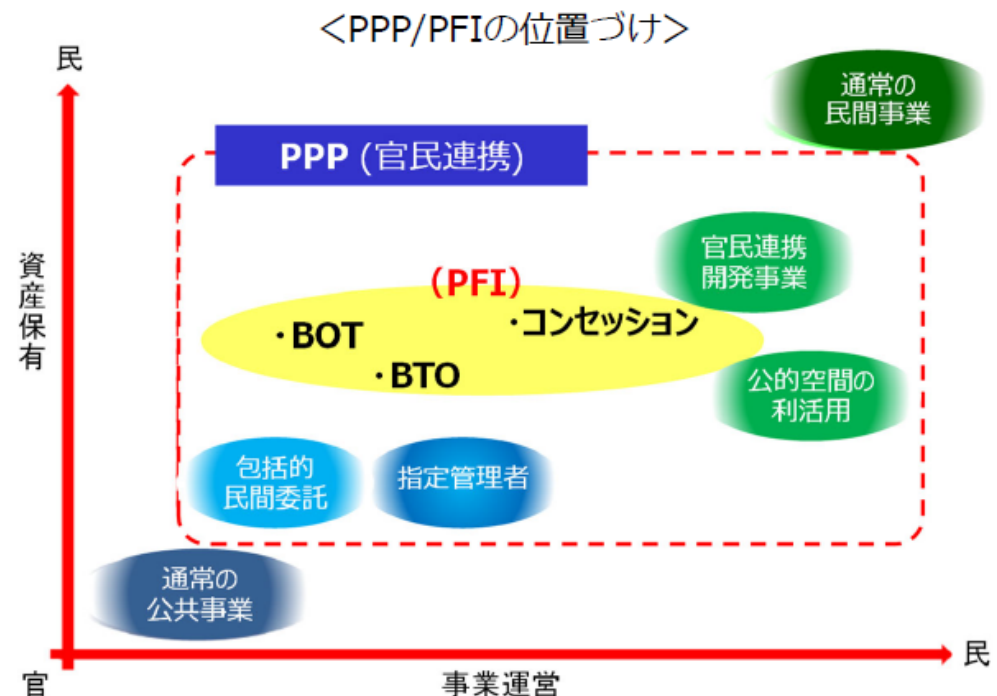 ＜PPP/PFIの位置づけ＞
民
通常の
民間事業
PPP (官民連携)
官民連携
開発事業
資産保有
（PFI）
・コンセッション
・BOT
・BTO
公的空間の
利活用
包括的
民間委託
指定管理者
通常の
公共事業
民
官
事業運営